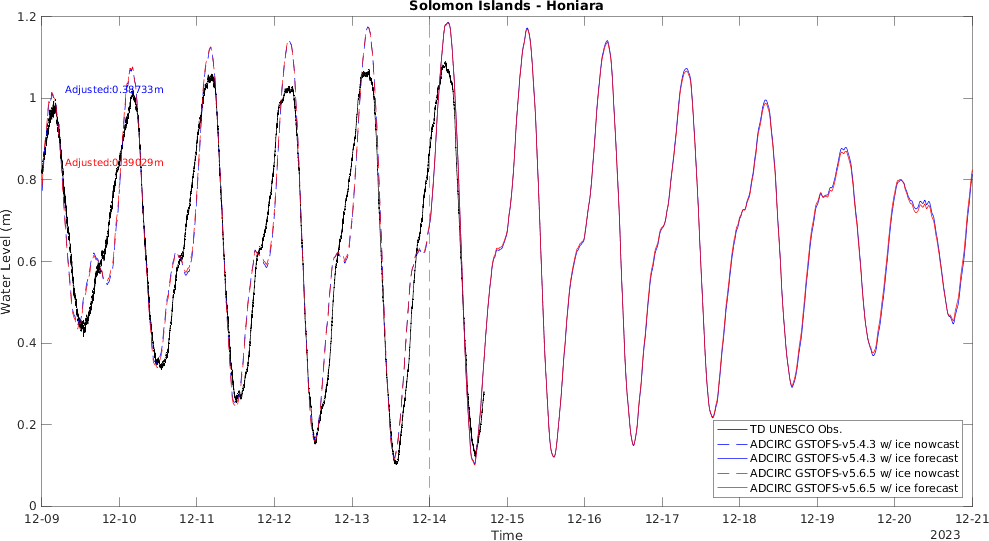 Solomon Islands - Honiara
1.2
1
0.8
0.6
0.4
0.2
0
Water Level (m)
Adjusted:0.38733m
Adjusted:0.39029m
TD UNESCO Obs.
ADCIRC GSTOFS-v5.4.3 w/ ice nowcast
ADCIRC GSTOFS-v5.4.3 w/ ice forecast
ADCIRC GSTOFS-v5.6.5 w/ ice nowcast
ADCIRC GSTOFS-v5.6.5 w/ ice forecast
12-09 12-10 12-11 12-12 12-13 12-14 12-15 12-16 12-17 12-18 12-19 12-20 12-21
Time
2023